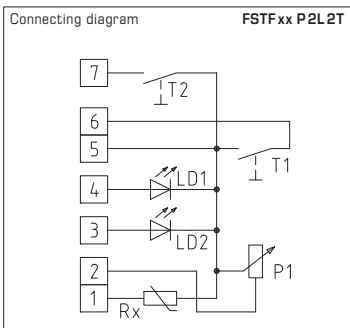 Connecting diagram FSTFxx P2L2T
7
T2
6
5
T1
4
LD1
3
LD2
2
P1
1
Rx